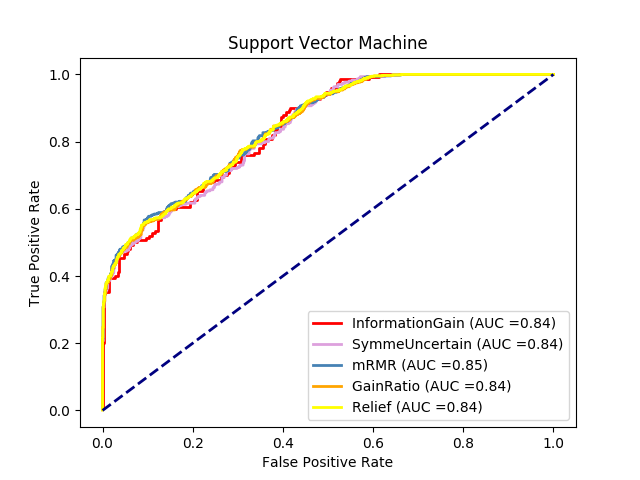 Support Vector Machine
True Positive Rate
1.0
0.8
0.6
0.4
0.2
0.0
InformationGain (AUC =0.84)
SymmeUncertain (AUC =0.84)
mRMR (AUC =0.85)
GainRatio (AUC =0.84)
Relief (AUC =0.84)
0.0 0.2 0.4 0.6 0.8 1.0
False Positive Rate